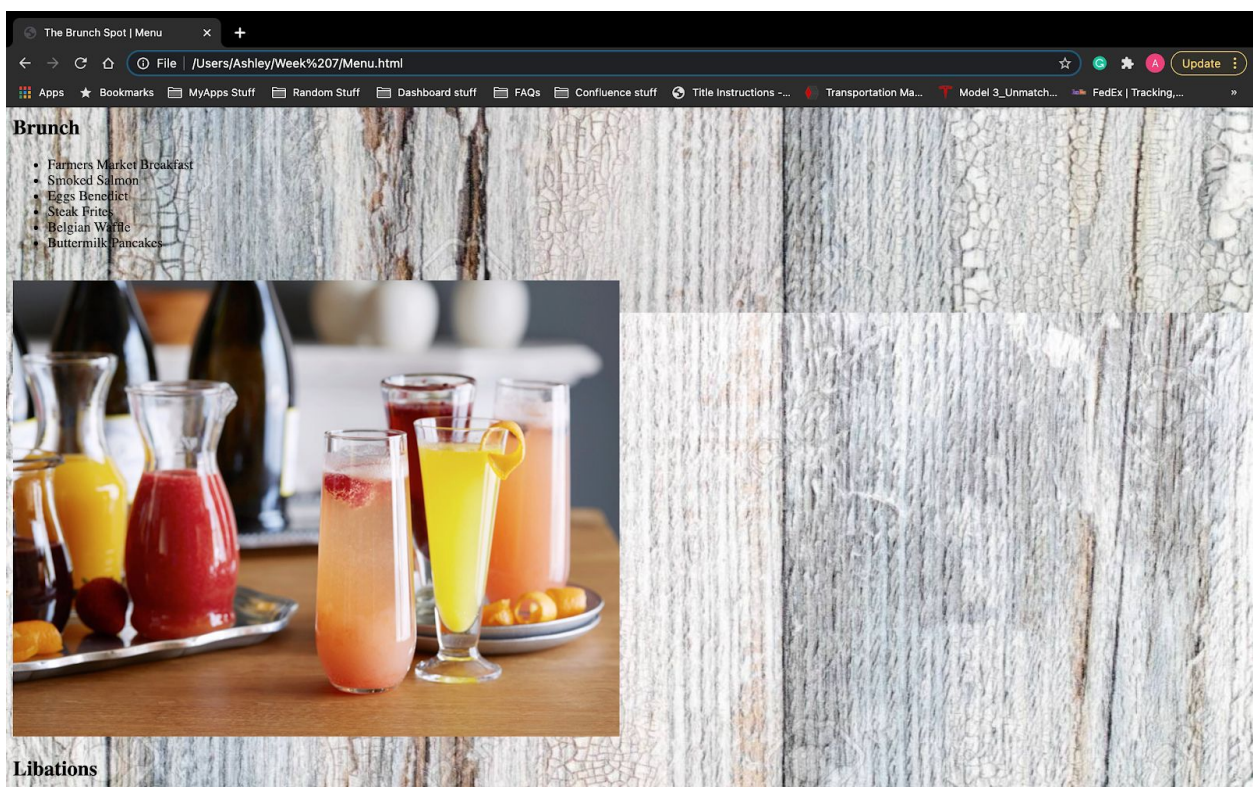 The Brunch Spot | Menu
File | /Users/Ashley/Week%207/Menu.html
A
Update
Apps Bookmarks MyApps Stuff Random Stuff Dashboard stuff FAQs Confluence stuff Title Instructions -... Transportation Ma... Model 3_Unmatch... FedEx | Tracking,... »
Brunch
• Farmers Market Breakfast
• Smoked Salmon
• Eggs Benedict
• Steak Frites
• Belgian Waffle
• Buttermilk Pancakes
Libations